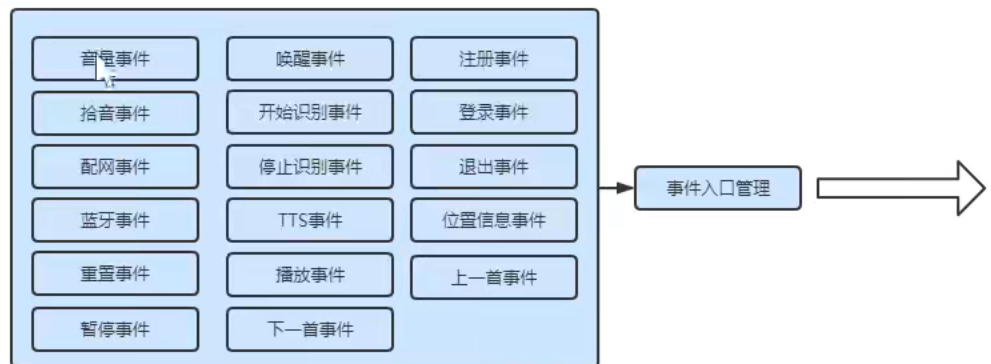 音量事件
唤醒事件
注册事件
拾音事件
开始识别事件
登录事件
配网事件
停止识别事件
退出事件
蓝牙事件
TTS事件
位置信息事件
重置事件
播放事件
上一首事件
暂停事件
下一首事件
事件入口管理